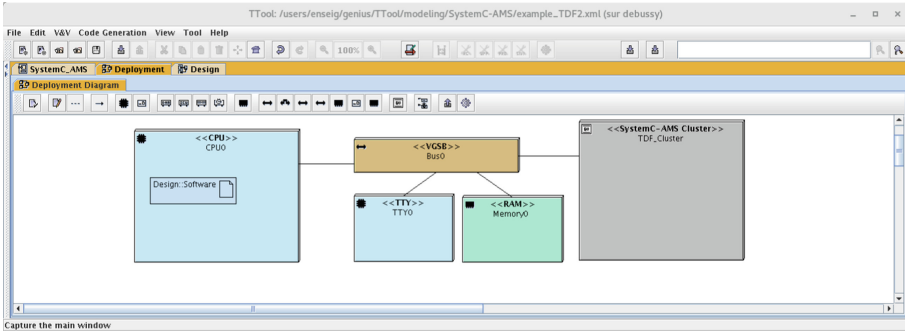 TTool: /users/enseig/genius/TTool/modeling/SystemC-AMS/example_TDF2.xml (sur debussy)
File Edit V&V Code Generation View Tool Help
100%
SystemC_AMS Deployment Design
Deployment Diagram
<<CPU>>
CPU0
Design::Software
<<VGSB>>
Bus0
<<SystemC-AMS Cluster>>
TDF_Cluster
<<TTY>>
TTY0
<<RAM>>
Memory0
Capture the main window